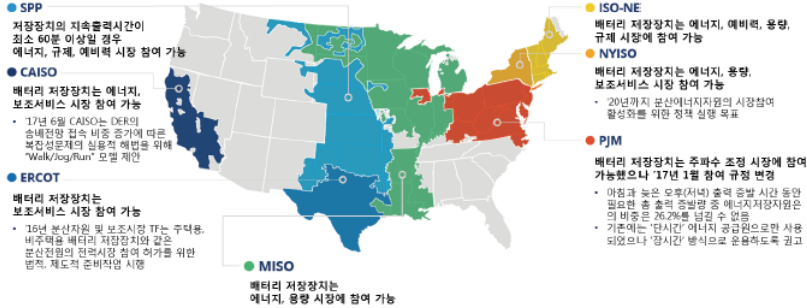 SPP
저장장치의 지속출력시간이
최소 60분 이상일 경우
에너지, 규제, 예비력 시장 참여 가능
CAISO
배터리 저장장치는 에너지,
보조서비스 시장 참여 가능
'17년 6월 CAISO는 DER의
송배전망 접속 비중 증가에 따른
복잡성문제의 실용적 해법을 위해
"Walk/Jog/Run" 모델 제안
ERCOT
배터리 저장장치는
보조서비스 시장 참여 가능
'16년 분산자원 및 보조시장 TF는 주택용,
비주택용 배터리 저장장치와 같은
분산전원의 전력시장 참여 허가를 위한
법적, 제도적 준비작업 시행
MISO
배터리 저장장치는
에너지, 용량 시장에 참여 가능
ISO-NE
배터리 저장장치는 에너지, 예비력, 용량,
규제 시장에 참여 가능
NYISO
배터리 저장장치는 에너지, 용량,
보조서비스 시장 참여 가능
'20년까지 분산에너지자원의 시장참여
활성화를 위한 정책 실행 목표
PJM
배터리 저장장치는 주파수 조정 시장에 참여
가능했으나 '17년 1월 참여 규정 변경
아침과 늦은 오후(저녁) 출력 증발 시간 동안
필요한 총 출력 증발량 중 에너지저장자원은
의 비중은 26.2%를 넘길 수 없음
기존에는 '단시간' 에너지 공급원으로만 사용
되었으나 '장시간' 방식으로 운용하도록 권고